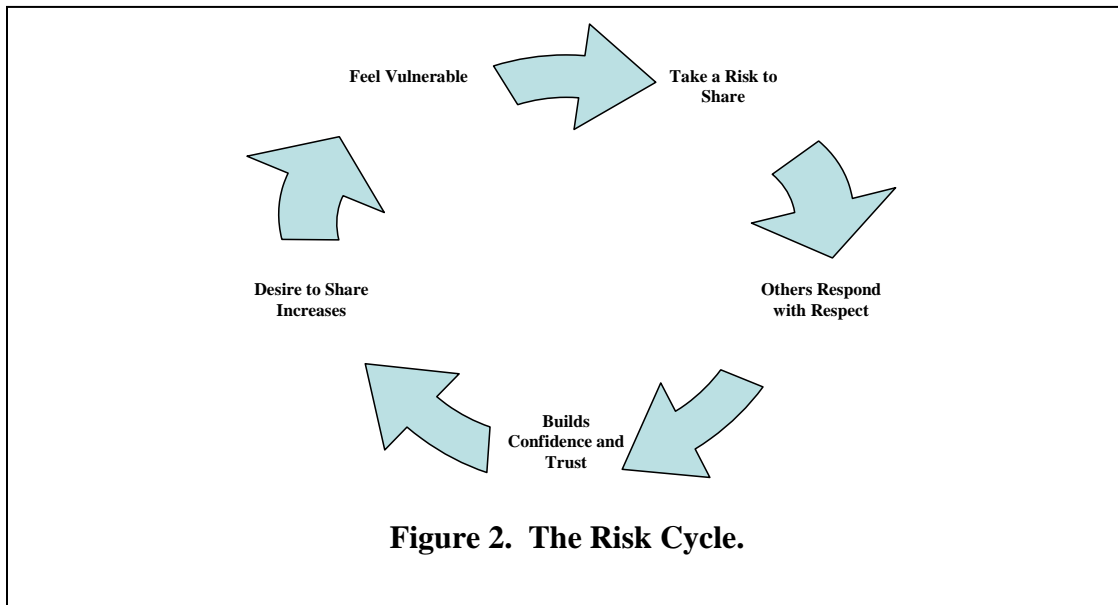 Feel Vulnerable
Take a Risk to
Share
Others Respond
with Respect
Builds
Confidence and
Trust
Desire to Share
Increases
Figure 2.  The Risk Cycle.